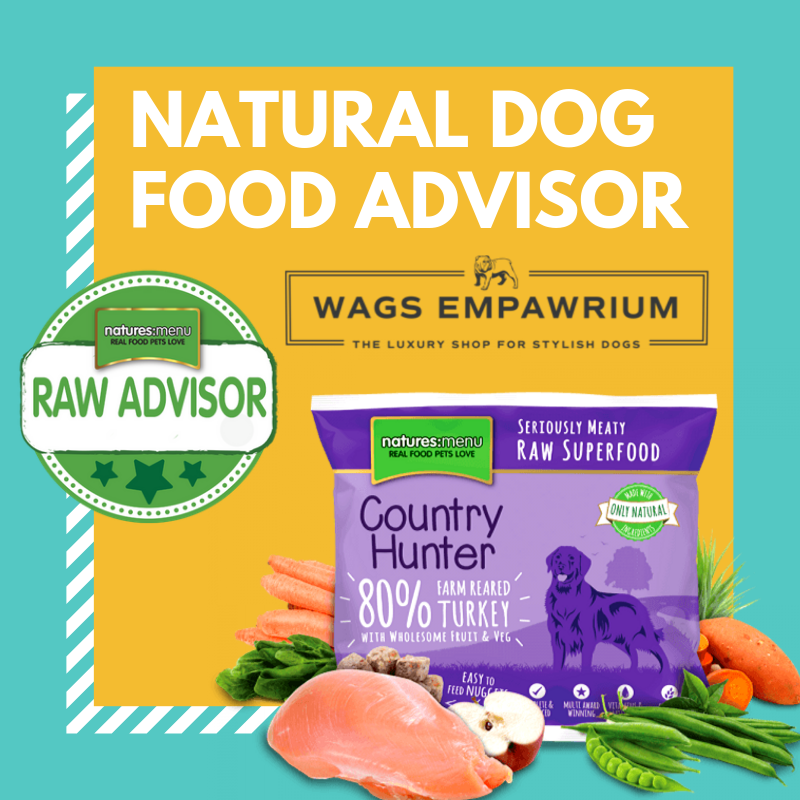 NATURAL DOG
FOOD ADVISOR
WAGS EMPAWRIUM
THE LUXURY SHOP FOR STYLISH DOGS
natures:menu
REAL FOOD PETS LOVE
RAW ADVISOR
natures:menu
REAL FOOD PETS LOVE
SERIOUSLY MEATY
RAW SUPERFOOD
MADE WITH
ONLY NATURAL
INGREDIENTS
Country
Hunter
80% FARM REARED
TURKEY
WITH WHOLESOME FRUIT & VEG
EASY TO
FEED
MULTI AWARD
WINNING